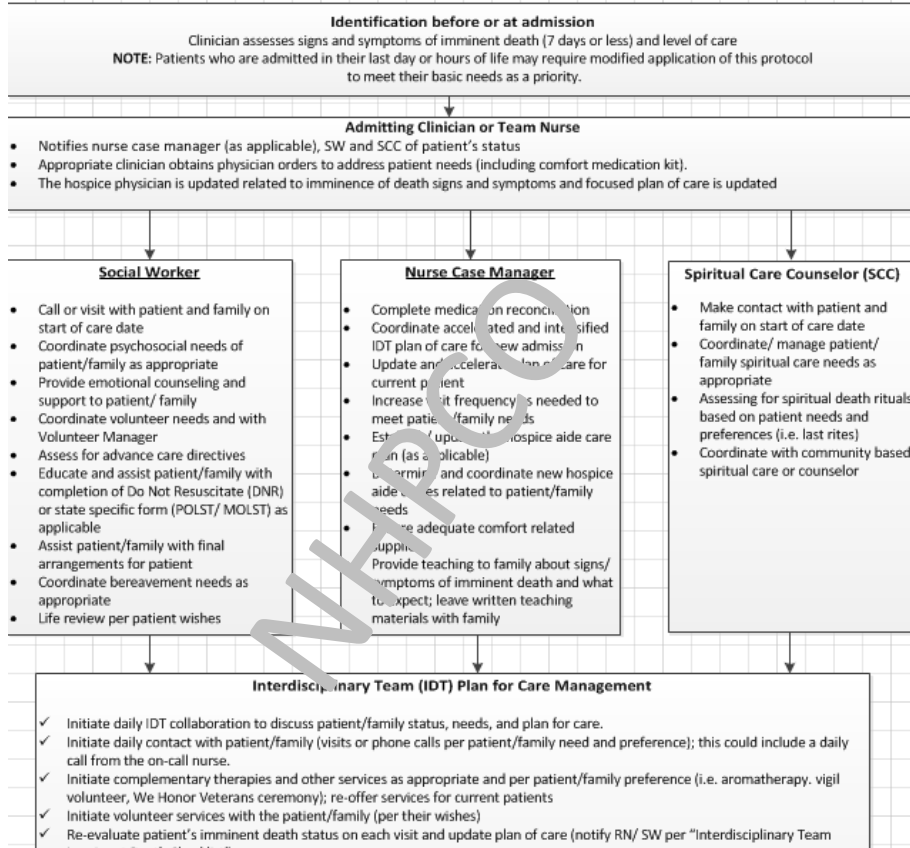 Identification before or at admission
Clinician assesses signs and symptoms of imminent death (7 days or less) and level of care
NOTE: Patients who are admitted in their last day or hours of life may require modified application of this protocol
to meet their basic needs as a priority.
Admitting Clinician or Team Nurse
• Notifies nurse case manager (as applicable), SW and SCC of patient's status
• Appropriate clinician obtains physician orders to address patient needs (including comfort medication kit).
• The hospice physician is updated related to imminence of death signs and symptoms and focused plan of care is updated
Social Worker
• Call or visit with patient and family on
start of care date
• Coordinate psychosocial needs of
patient/family as appropriate
• Provide emotional counseling and
support to patient/ family
• Coordinate volunteer needs and with
Volunteer Manager
• Assess for advance care directives
• Educate and assist patient/family with
completion of Do Not Resuscitate (DNR)
or state specific form (POLST/ MOLST) as
applicable
• Assist patient/family with final
arrangements for patient
• Coordinate bereavement needs as
appropriate
• Life review per patient wishes
Nurse Case Manager
• Complete medication reconciliation
• Coordinate accelerated and intensified
IDT plan of care for new admission
• Update and accelerate plan of care for
current patient
• Increase visit frequency as needed to
meet patient/family needs
• update hospice aide care
plan (as applicable)
• Determine and coordinate new hospice
aide related to patient/family
needs
• Ensure adequate comfort related
supplies
Provide teaching to family about signs/
symptoms of imminent death and what
to expect; leave written teaching
materials with family
Spiritual Care Counselor (SCC)
• Make contact with patient and
family on start of care date
• Coordinate/ manage patient/
family spiritual care needs as
appropriate
• Assessing for spiritual death rituals
based on patient needs and
preferences (i.e. last rites)
• Coordinate with community based
spiritual care or counselor
NHPCO
Interdisciplinary Team (IDT) Plan for Care Management
✓ Initiate daily IDT collaboration to discuss patient/family status, needs, and plan for care.
✓ Initiate daily contact with patient/family (visits or phone calls per patient/family need and preference); this could include a daily
call from the on-call nurse.
✓ Initiate complementary therapies and other services as appropriate and per patient/family preference (i.e. aromatherapy. vigil
volunteer, We Honor Veterans ceremony); re-offer services for current patients
✓ Initiate volunteer services with the patient/family (per their wishes)
✓ Re-evaluate patient's imminent death status on each visit and update plan of care (notify RN/ SW per "Interdisciplinary Team